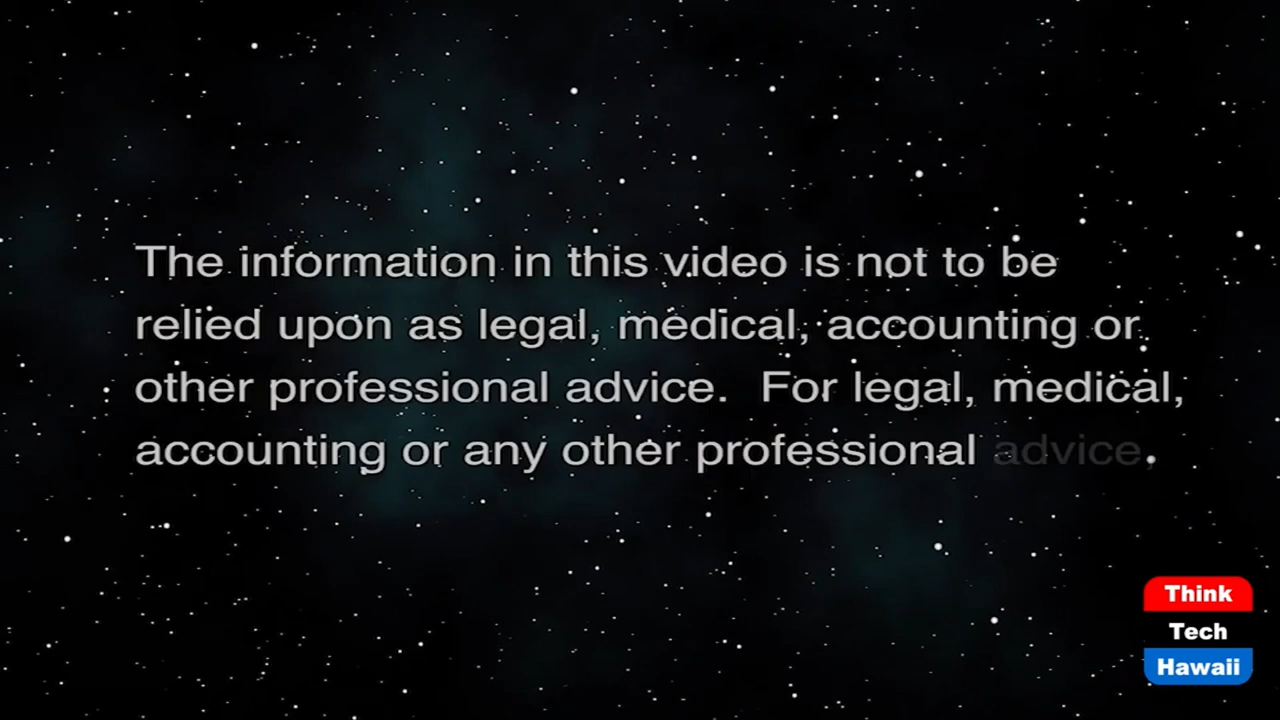 The information in this video is not to be
relied upon as legal, medical, accounting or
other professional advice.  For legal, medical,
accounting or any other professional advice,
Think
Tech
Hawaii